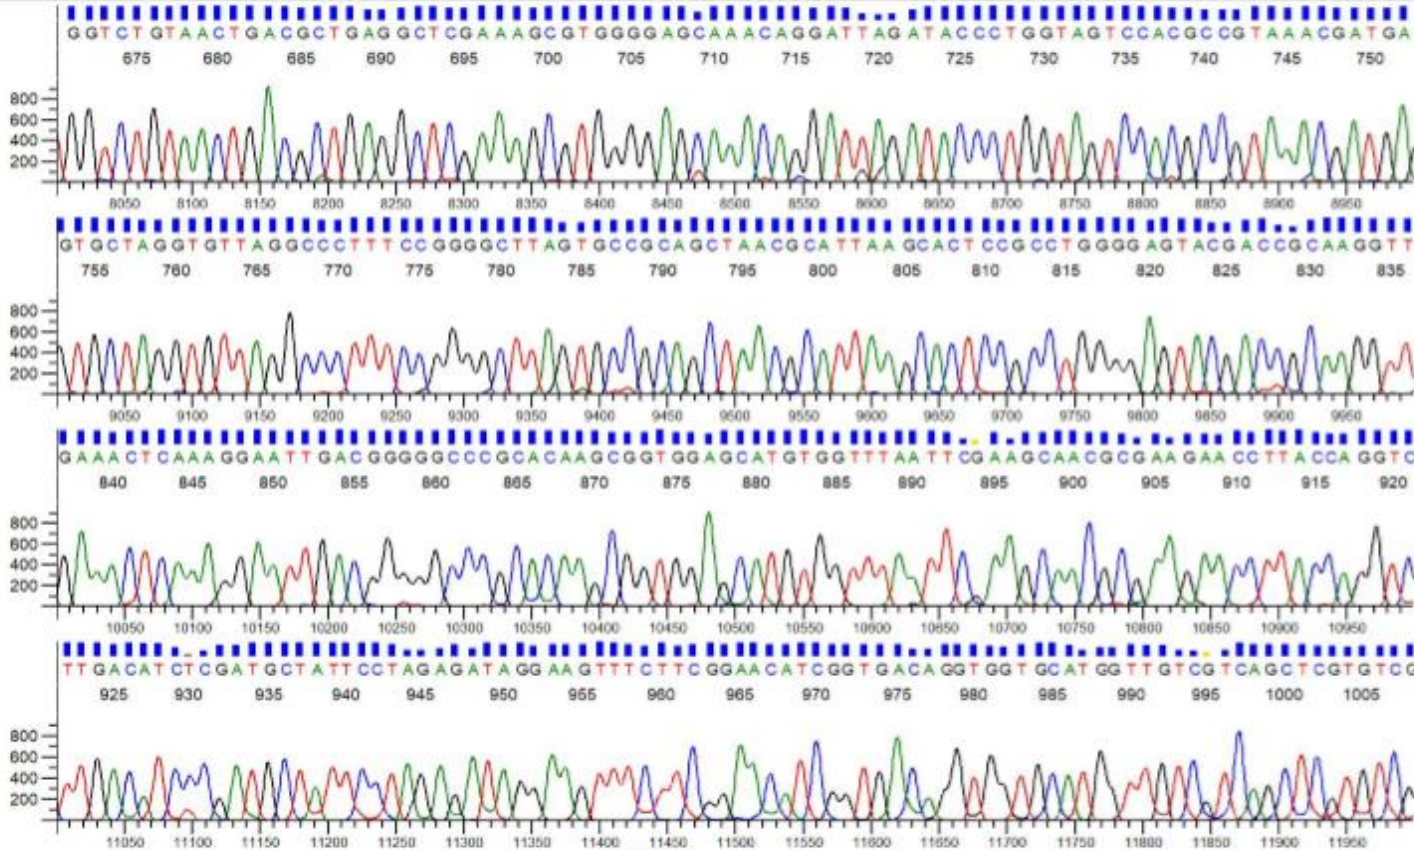 GGTCTGTAACTGACGCTGAGGCTCGAAAGCGTGGGGAGCAAACAGGATTAGATACCCTGGTAGTCCACGCCGTAAACGATGA
675 680 685 690 695 700 705 710 715 720 725 730 735 740 745 750
800
600
400
200
8050 8100 8150 8200 8250 8300 8350 8400 8450 8500 8550 8600 8650 8700 8750 8800 8850 8900 8950
GTGCTAGGTGTTAGGCCCTTTCCGGGGCTTAGTGCCGCAGCTAACGCATTAAGCACTCCGCCTGGGGAGTACGACCGCAAGGTT
755 760 765 770 775 780 785 790 795 800 805 810 815 820 825 830 835
800
600
400
200
9050 9100 9150 9200 9250 9300 9350 9400 9450 9500 9550 9600 9650 9700 9750 9800 9850 9900 9950
GAAACTCAAAGGAATTGACGGGGGCCCGCACAAGCGGTGGAGCATGTGGTTTAATTCGAAGCAACGCGAAGAACCTTACCAGGTC
840 845 850 855 860 865 870 875 880 885 890 895 900 905 910 915 920
800
600
400
200
10050 10100 10150 10200 10250 10300 10350 10400 10450 10500 10550 10600 10650 10700 10750 10800 10850 10900 10950
TTGACATCTCGATGCTATTCCTAGAGATAGGAAGTTTCTTCGGAACATCGGTGACAGGTGGTGCATGGTTGTCGTCAGCTCGTGTCG
925 930 935 940 945 950 955 960 965 970 975 980 985 990 995 1000 1005
800
600
400
200
11050 11100 11150 11200 11250 11300 11350 11400 11450 11500 11550 11600 11650 11700 11750 11800 11850 11900 11950